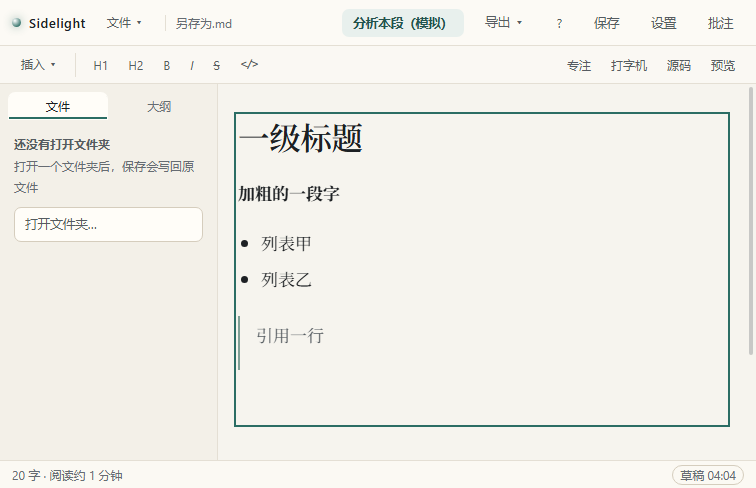 Sidelight 文件 另存为.md 分析本段（模拟） 导出 ? 保存 设置 批注
插入 H1 H2 B I S </> 专注 打字机 源码 预览
文件 大纲
还没有打开文件夹
打开一个文件夹后，保存会写回原
文件
打开文件夹...
一级标题
加粗的一段字
列表甲
列表乙
引用一行
20 字 · 阅读约 1 分钟 草稿 04:04